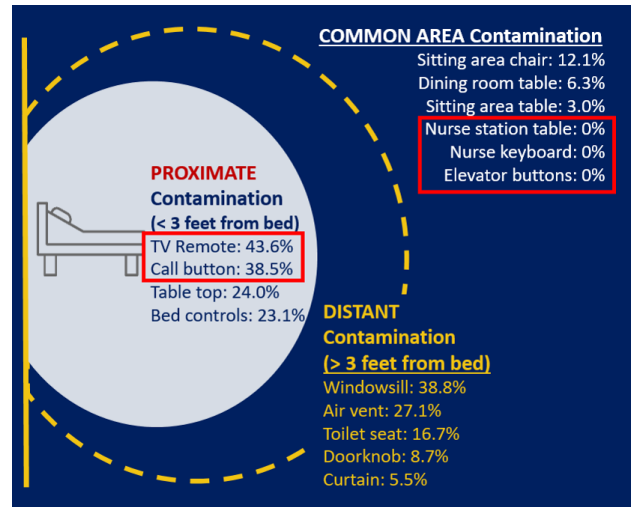 COMMON AREA Contamination
Sitting area chair: 12.1%
Dining room table: 6.3%
Sitting area table: 3.0%
Nurse station table: 0%
Nurse keyboard: 0%
Elevator buttons: 0%
PROXIMATE
Contamination
(< 3 feet from bed)
TV Remote: 43.6%
Call button: 38.5%
Table top: 24.0%
Bed controls: 23.1%
DISTANT
Contamination
(> 3 feet from bed)
Windowsill: 38.8%
Air vent: 27.1%
Toilet seat: 16.7%
Doorknob: 8.7%
Curtain: 5.5%